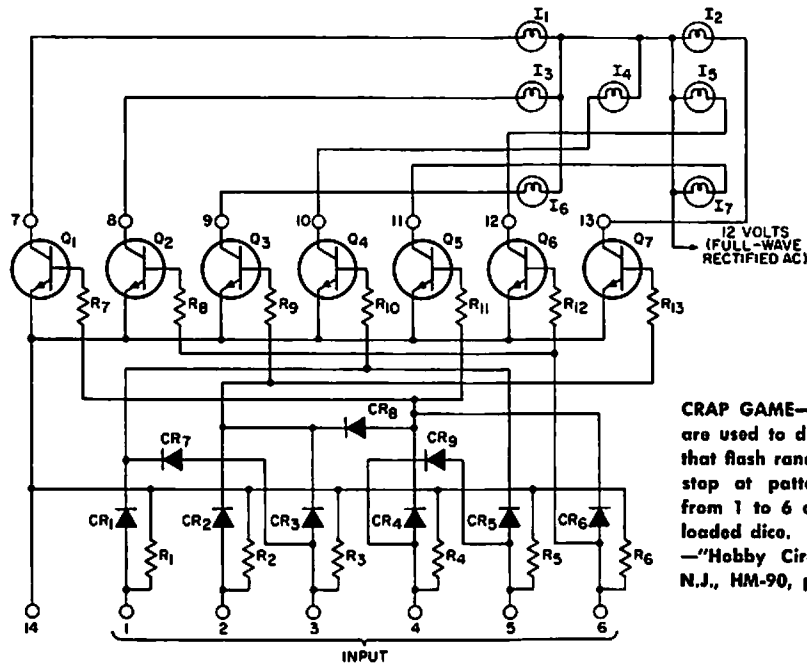 I1
I2
I3
I4
I5
I6
I7
12 VOLTS
(FULL-WAVE
RECTIFIED AC)
7
8
9
10
11
12
13
Q1
Q2
Q3
Q4
Q5
Q6
Q7
R7
R8
R9
R10
R11
R12
R13
CR8
CR7
CR9
CR1
CR2
CR3
CR4
CR5
CR6
R1
R2
R3
R4
R5
R6
14
1
2
3
4
5
6
INPUT
CRAP GAME—
are used to d
that flash ran
stop at patt
from 1 to 6 o
loaded dice.
—"Hobby Cir
N.J., HM-90, p